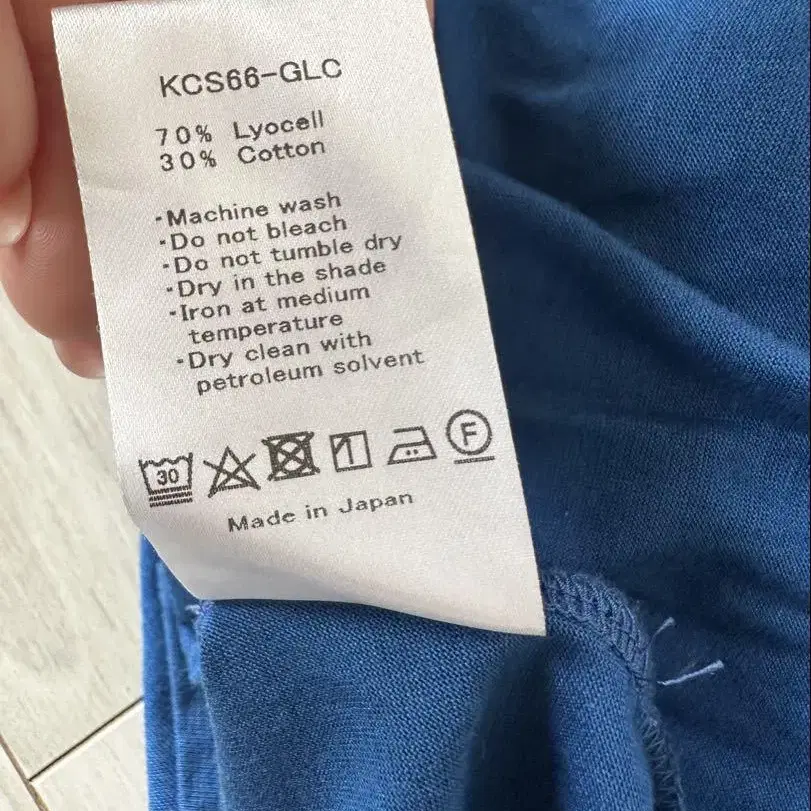 KCS66-GLC
70% Lyocell
30% Cotton
·Machine wash
·Do not bleach
·Do not tumble dry
·Dry in the shade
·Iron at medium
temperature
·Dry clean with
petroleum solvent
30 F
Made in Japan